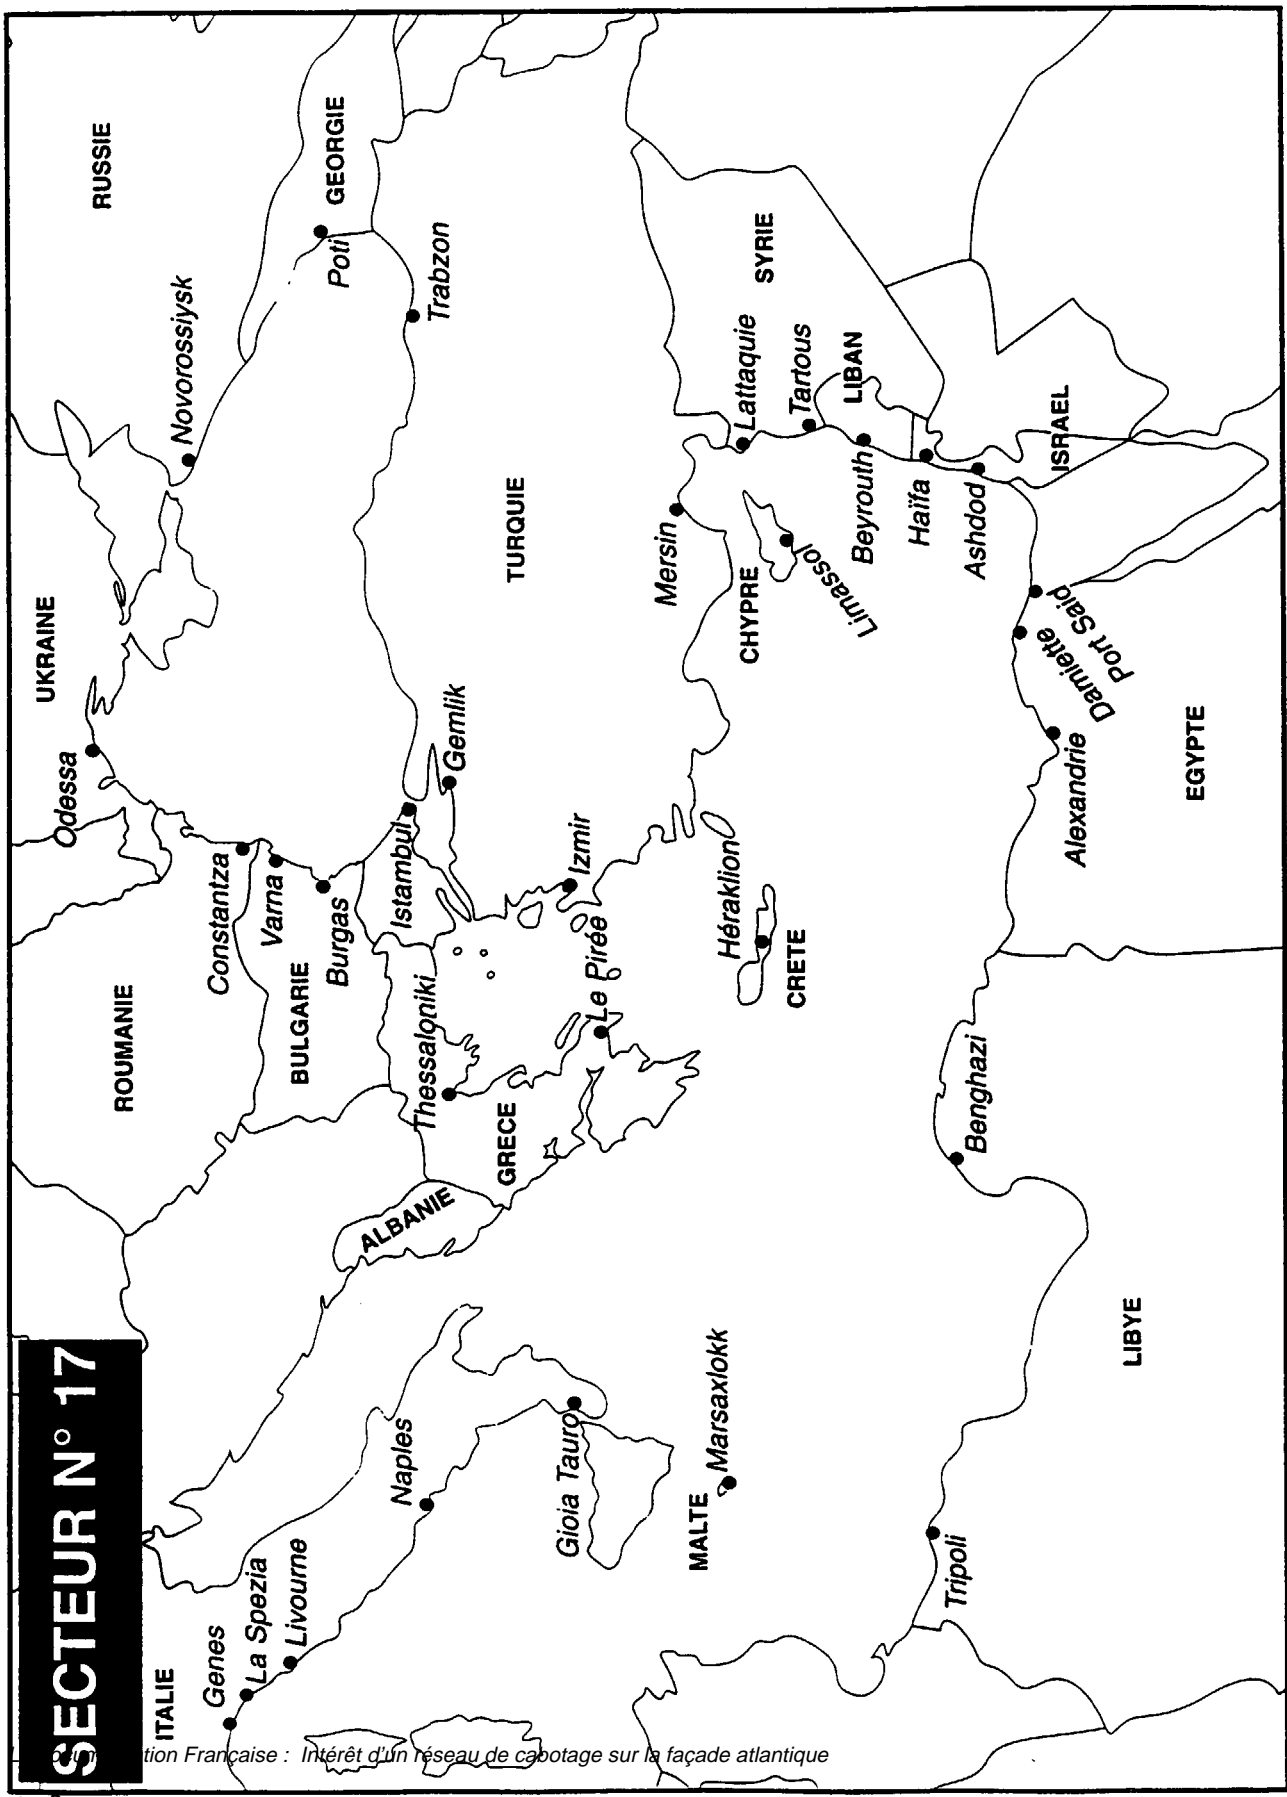 SECTEUR N° 17
RUSSIE
GEORGIE
Poti
Trabzon
Novorossiysk
UKRAINE
Odessa
ROUMANIE
Constantza
Varna
Burgas
BULGARIE
Istambul
Gemlik
TURQUIE
Izmir
Mersin
SYRIE
Lattaquie
Tartous
LIBAN
Beyrouth
CHYPRE
Limassol
Haïfa
Ashdod
ISRAEL
Port Said
Damiette
Alexandrie
EGYPTE
Héraklion
CRETE
Le Pirée
Thessaloniki
GRECE
ALBANIE
Benghazi
LIBYE
Tripoli
MALTE
Marsaxlokk
Gioia Tauro
Naples
Livourne
La Spezia
Genes
ITALIE
Française : Intérêt d'un réseau de cabotage sur la façade atlantique